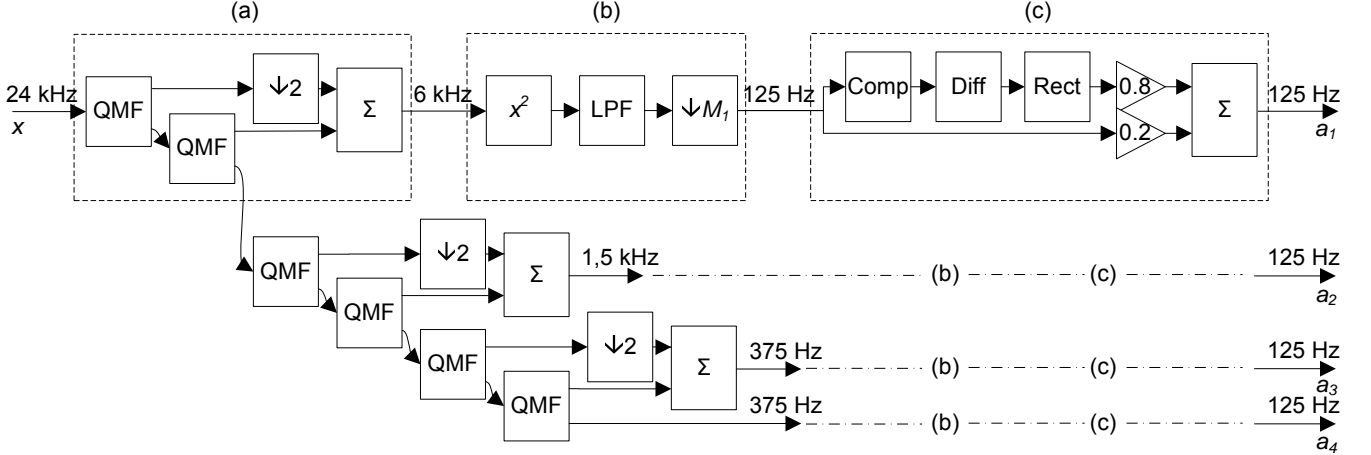 (a) (b) (c)
24 kHz x QMF QMF ↓2 Σ 6 kHz x² LPF ↓M₁ 125 Hz Comp Diff Rect 0.8 0.2 Σ 125 Hz a₁
QMF QMF ↓2 Σ 1,5 kHz (b) (c) 125 Hz a₂
QMF QMF ↓2 Σ 375 Hz (b) (c) 125 Hz a₃
375 Hz (b) (c) 125 Hz a₄